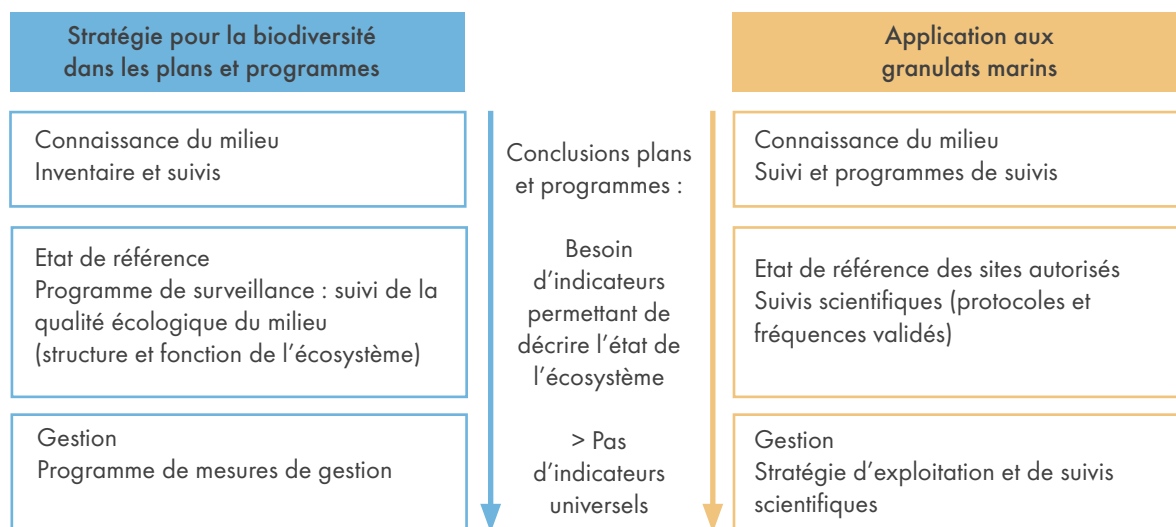 Stratégie pour la biodiversité
dans les plans et programmes
Connaissance du milieu
Inventaire et suivis
Etat de référence
Programme de surveillance : suivi de la
qualité écologique du milieu
(structure et fonction de l'écosystème)
Gestion
Programme de mesures de gestion
Conclusions plans
et programmes :
Besoin
d'indicateurs
permettant de
décrire l'état de
l'écosystème
> Pas
d'indicateurs
universels
Application aux
granulats marins
Connaissance du milieu
Suivi et programmes de suivis
Etat de référence des sites autorisés
Suivis scientifiques (protocoles et
fréquences validés)
Gestion
Stratégie d'exploitation et de suivis
scientifiques